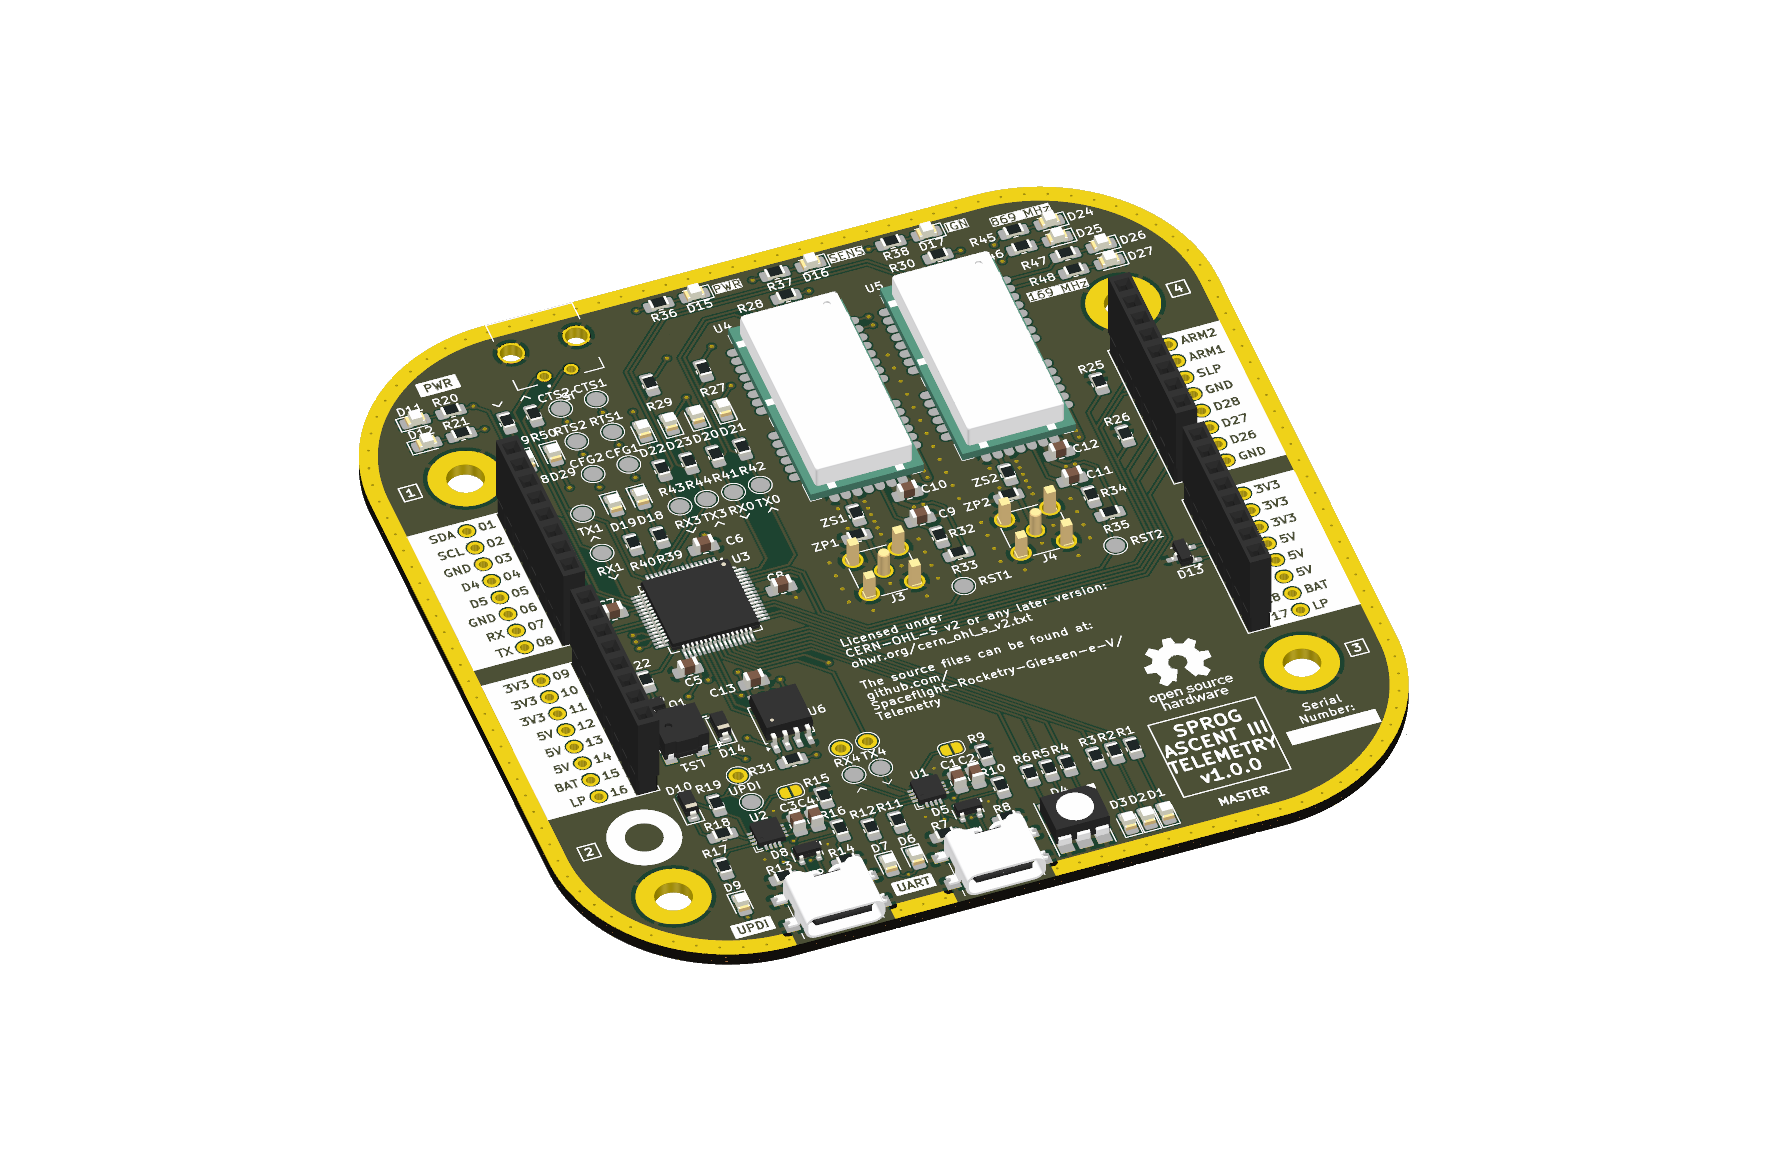 869 MHz
D24
D25
D26
D27
R45
R47
R48
169 MHz
IGN
D17
R38
R30
SENS
D16
R37
PWR
D15
R36
R28
U4
U5
4
ARM2
ARM1
SLP
GND
D28
D27
D26
GND
3V3
3V3
3V3
5V
5V
5V
BAT
17 LP
PWR
D11
R20
D12
R21
R50
D29
CTS2
CTS1
RTS2
RTS1
CFG2
CFG1
R29
R27
D22
D23
D20
D21
R43
R44
R41
R42
RX3
TX3
RX0
TX0
TX1
D19
D18
RX1
R40
R39
C6
U3
C8
C5
C13
U6
1
SDA 01
SCL 02
GND 03
D4 04
D5 05
GND 06
RX 07
TX 08
3V3 09
3V3 10
3V3 11
5V 12
5V 13
5V 14
BAT 15
LP 16
R25
R26
C12
C11
ZS2
ZP2
R34
R35
RST2
J4
C10
C9
ZS1
ZP1
R32
R33
RST1
J3
D13
Licensed under
CERN-OHL-S v2 or any later version:
ohwr.org/cern_ohl_s_v2.txt
The source files can be found at:
github.com/
Spaceflight-Rocketry-Giessen-e-V/
Telemetry
open source
hardware
3
Serial
Number:
SPROG
ASCENT III
TELEMETRY
v1.0.0
MASTER
LS1
D14
R31
UPDI
RX4
TX4
D10
R19
R18
R17
U2
R15
C3
C4
R16
R12
R11
R14
R13
D8
D7
D6
D9
UPDI
UART
U1
C1
C2
R9
R10
D5
R8
R7
R6
R5
R4
R3
R2
R1
D3
D2
D1
2